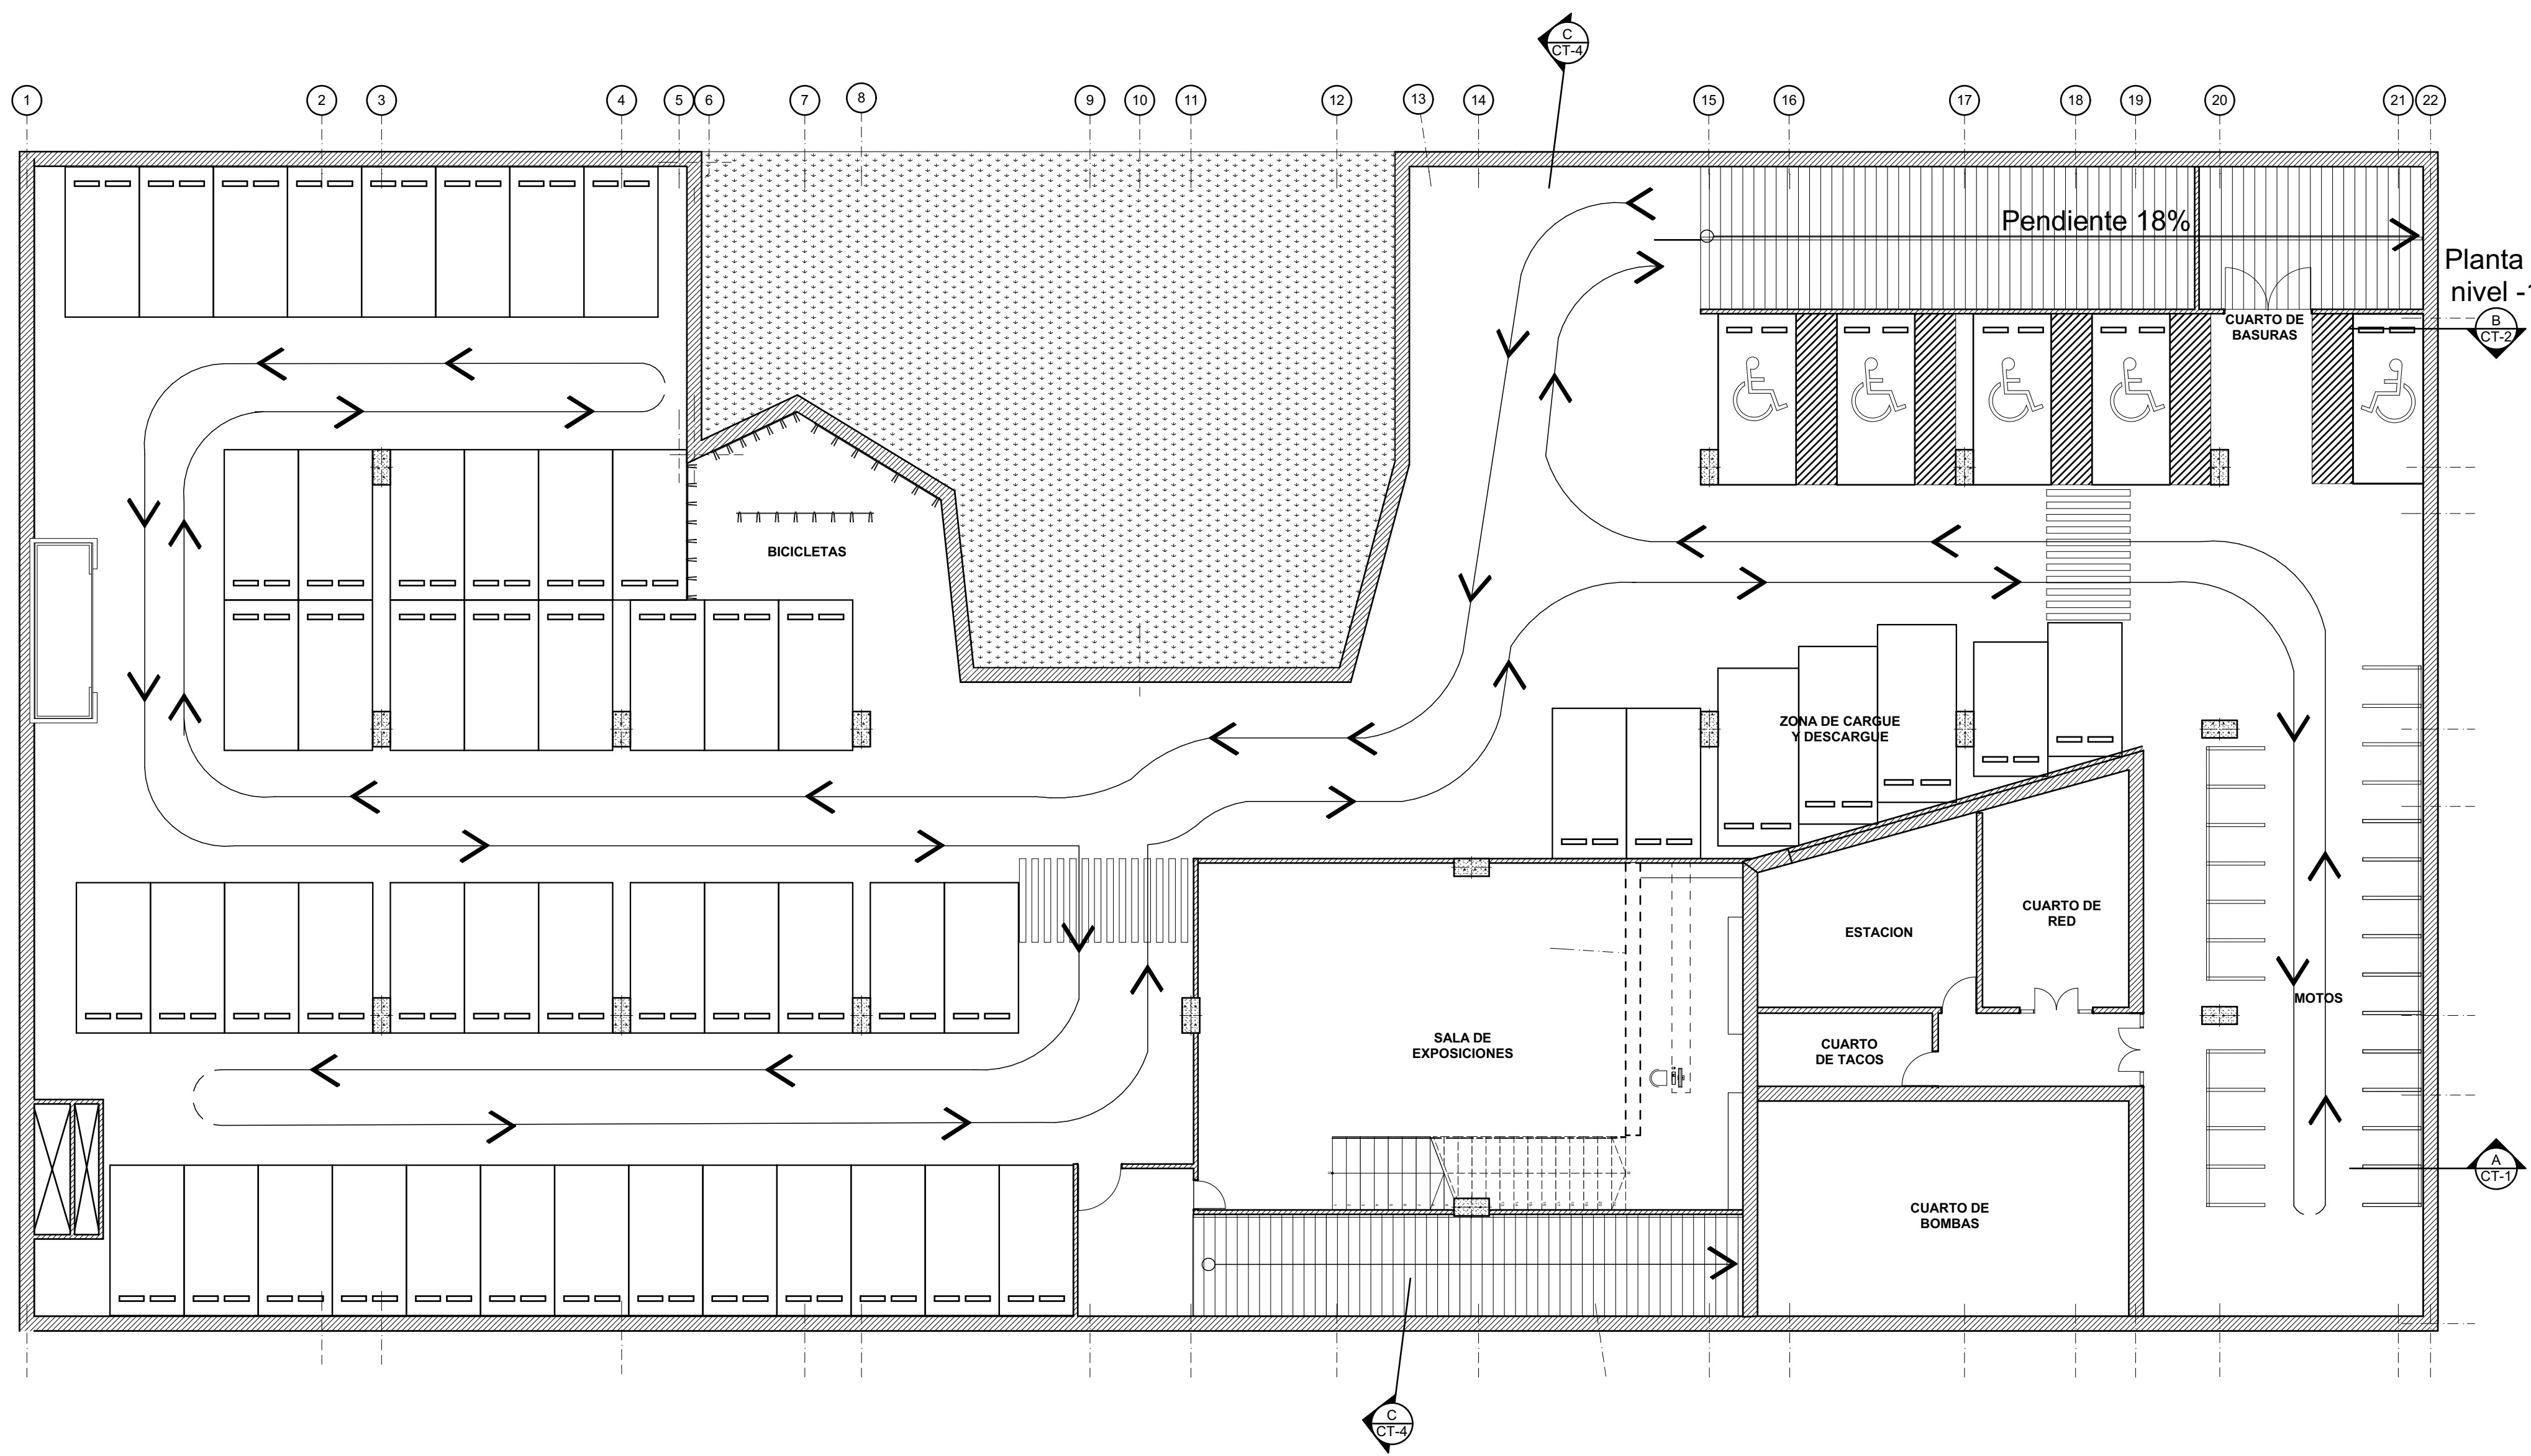 C
CT-4
1
2
3
4
5
6
7
8
9
10
11
12
13
14
15
16
17
18
19
20
21
22
Pendiente 18%
Planta
nivel -1
B
CT-2
CUARTO DE
BASURAS
BICICLETAS
ZONA DE CARGUE
Y DESCARGUE
CUARTO DE
RED
ESTACION
MOTOS
SALA DE
EXPOSICIONES
CUARTO
DE TACOS
A
CT-1
CUARTO DE
BOMBAS
C
CT-4